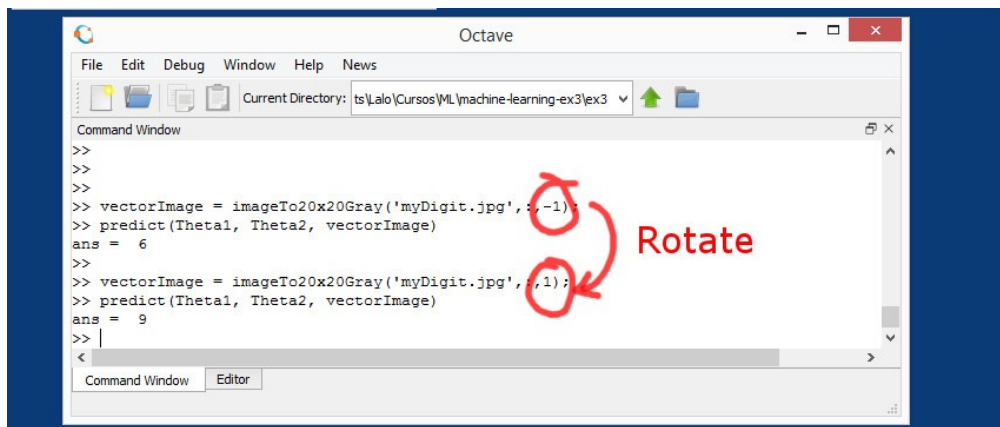 Octave
File Edit Debug Window Help News
Current Directory: ts\Lalo\Cursos\ML\machine-learning-ex3\ex3
Command Window
>>
>>
>>
>> vectorImage = imageTo20x20Gray('myDigit.jpg',:,-1);
>> predict(Theta1, Theta2, vectorImage)
ans = 6
>>
>> vectorImage = imageTo20x20Gray('myDigit.jpg',:,1);
>> predict(Theta1, Theta2, vectorImage)
ans = 9
>>
Rotate
Command Window Editor